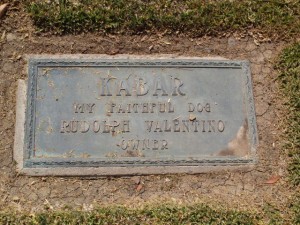 KABAR
MY FAITHFUL DOG
RUDOLPH VALENTINO
OWNER